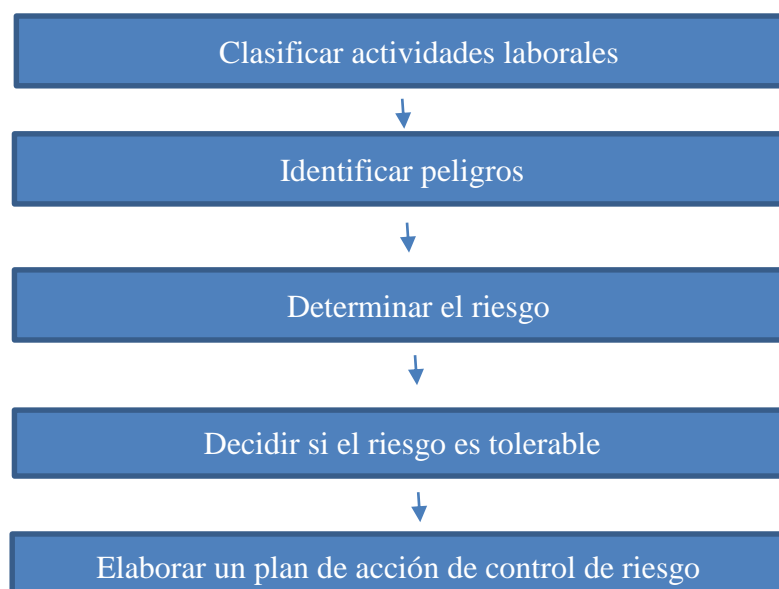 Clasificar actividades laborales
Identificar peligros
Determinar el riesgo
Decidir si el riesgo es tolerable
Elaborar un plan de acción de control de riesgo